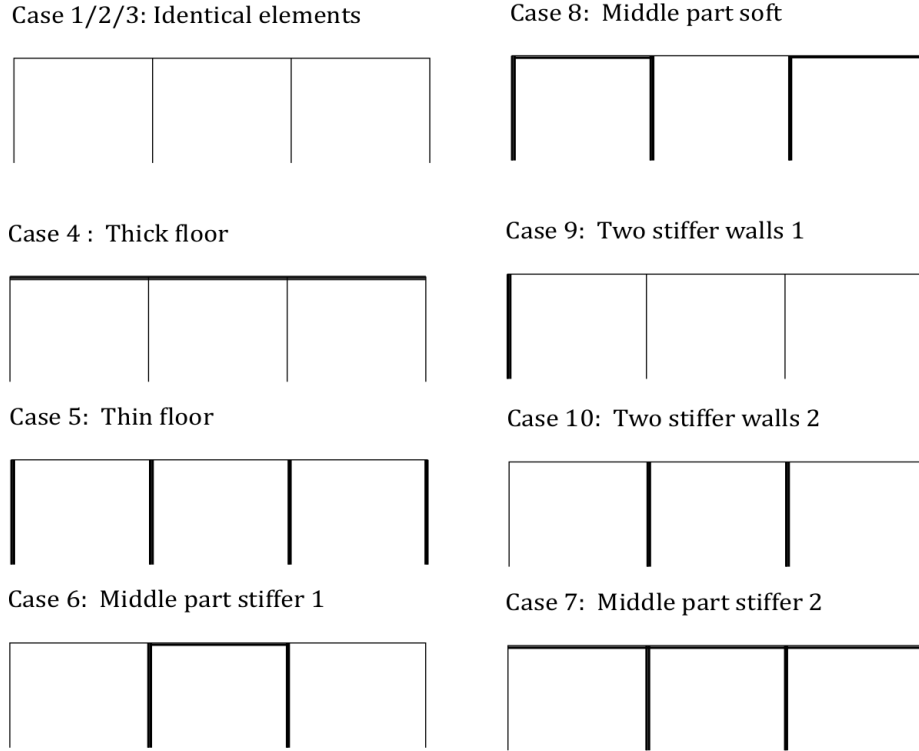 Case 1/2/3: Identical elements
Case 8: Middle part soft
Case 4 : Thick floor
Case 9: Two stiffer walls 1
Case 5: Thin floor
Case 10: Two stiffer walls 2
Case 6: Middle part stiffer 1
Case 7: Middle part stiffer 2